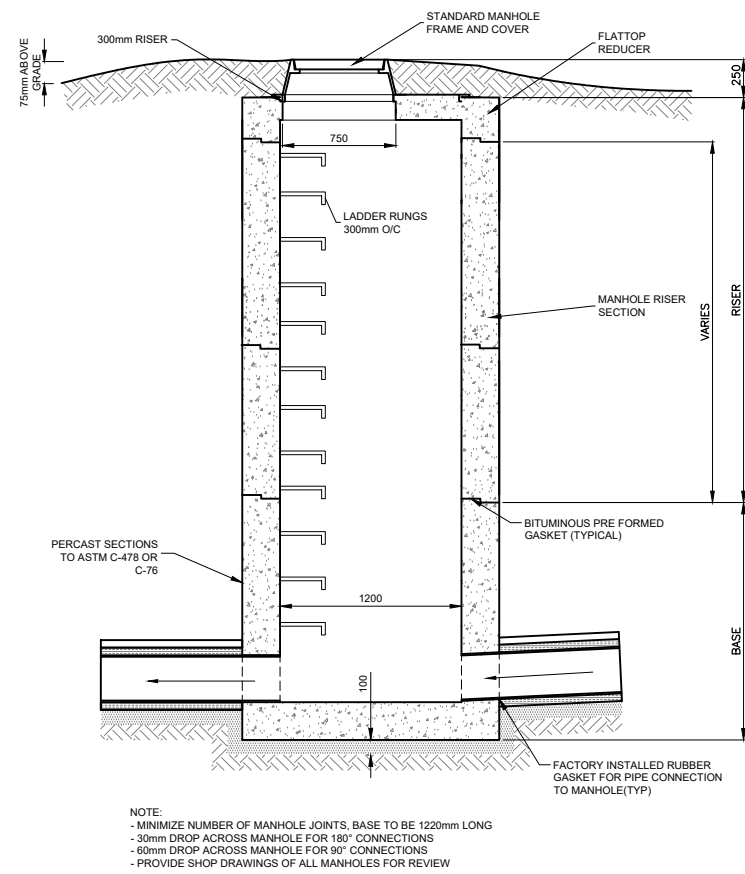 STANDARD MANHOLE
FRAME AND COVER
300mm RISER
FLATTOP
REDUCER
75mm ABOVE
GRADE
250
750
LADDER RUNGS
300mm O/C
MANHOLE RISER
SECTION
VARIES
RISER
BITUMINOUS PRE FORMED
GASKET (TYPICAL)
PERCAST SECTIONS
TO ASTM C-478 OR
C-76
1200
BASE
100
FACTORY INSTALLED RUBBER
GASKET FOR PIPE CONNECTION
TO MANHOLE(TYP)
NOTE:
- MINIMIZE NUMBER OF MANHOLE JOINTS, BASE TO BE 1220mm LONG
- 30mm DROP ACROSS MANHOLE FOR 180° CONNECTIONS
- 60mm DROP ACROSS MANHOLE FOR 90° CONNECTIONS
- PROVIDE SHOP DRAWINGS OF ALL MANHOLES FOR REVIEW